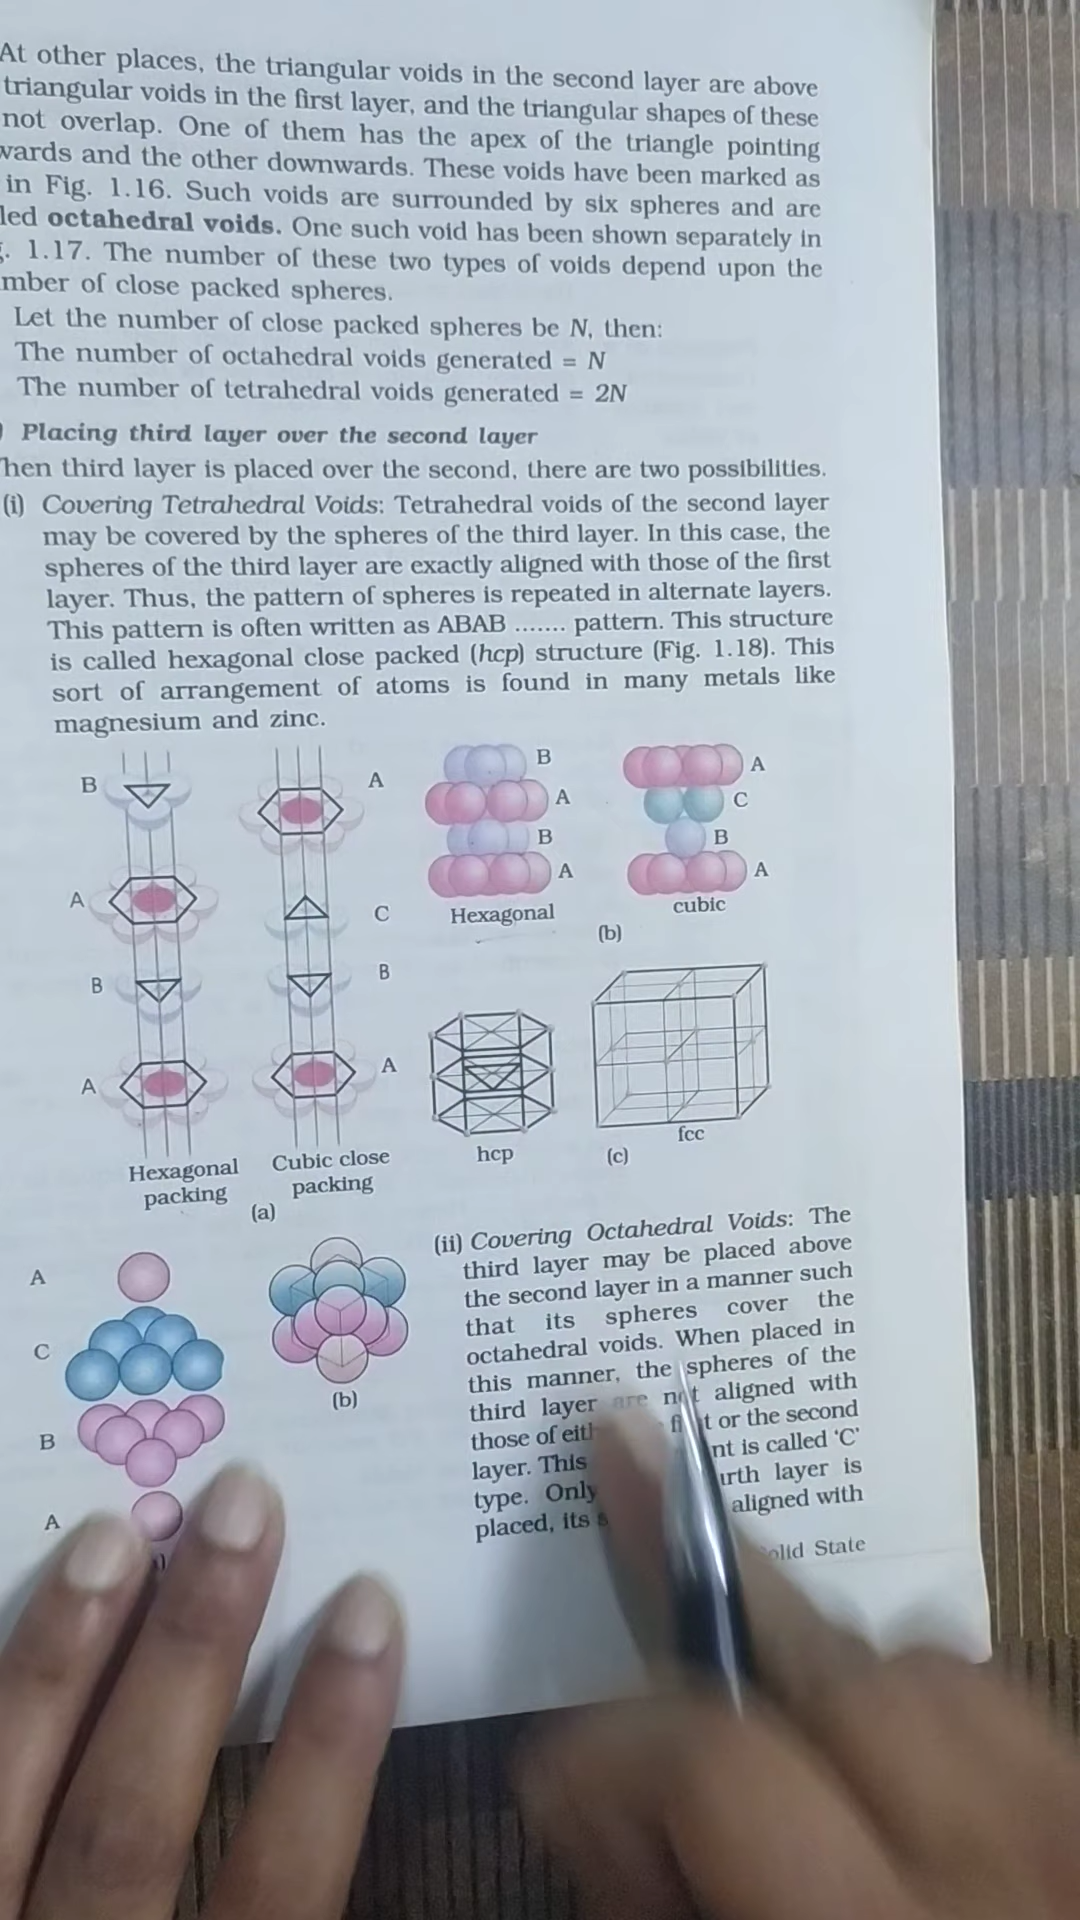 At other places, the triangular voids in the second layer are above
triangular voids in the first layer, and the triangular shapes of these
not overlap. One of them has the apex of the triangle pointing
wards and the other downwards. These voids have been marked as
in Fig. 1.16. Such voids are surrounded by six spheres and are
led octahedral voids. One such void has been shown separately in
. 1.17. The number of these two types of voids depend upon the
mber of close packed spheres.
Let the number of close packed spheres be N, then:
The number of octahedral voids generated = N
The number of tetrahedral voids generated = 2N
) Placing third layer over the second layer
hen third layer is placed over the second, there are two possibilities.
(i) Covering Tetrahedral Voids: Tetrahedral voids of the second layer
may be covered by the spheres of the third layer. In this case, the
spheres of the third layer are exactly aligned with those of the first
layer. Thus, the pattern of spheres is repeated in alternate layers.
This pattern is often written as ABAB ....... pattern. This structure
is called hexagonal close packed (hcp) structure (Fig. 1.18). This
sort of arrangement of atoms is found in many metals like
magnesium and zinc.
B
A
B
A
A
C
B
A
Hexagonal
packing
Cubic close
packing
(a)
B
A
B
A
Hexagonal
A
C
B
A
cubic
(b)
hcp
fcc
(c)
A
C
B
A
(b)
(ii) Covering Octahedral Voids: The
third layer may be placed above
the second layer in a manner such
that its spheres cover the
octahedral voids. When placed in
this manner, the spheres of the
third layer are not aligned with
those of eit or the second
layer. This nt is called 'C'
type. Only urth layer is
placed, its s aligned with
olid State